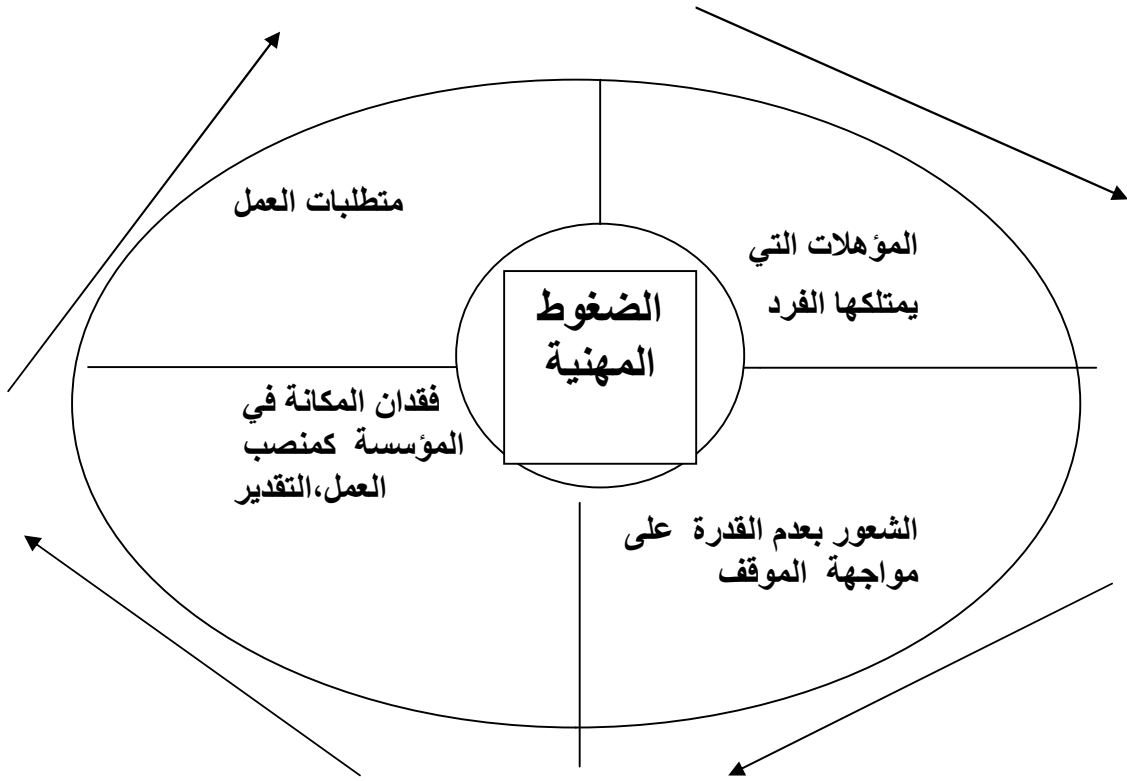 متطلبات العمل
المؤهلات التي
يمتلكها الفرد
الضغوط
المهنية
فقدان المكانة في
المؤسسة كمنصب
العمل،التقدير
الشعور بعدم القدرة على
مواجهة الموقف